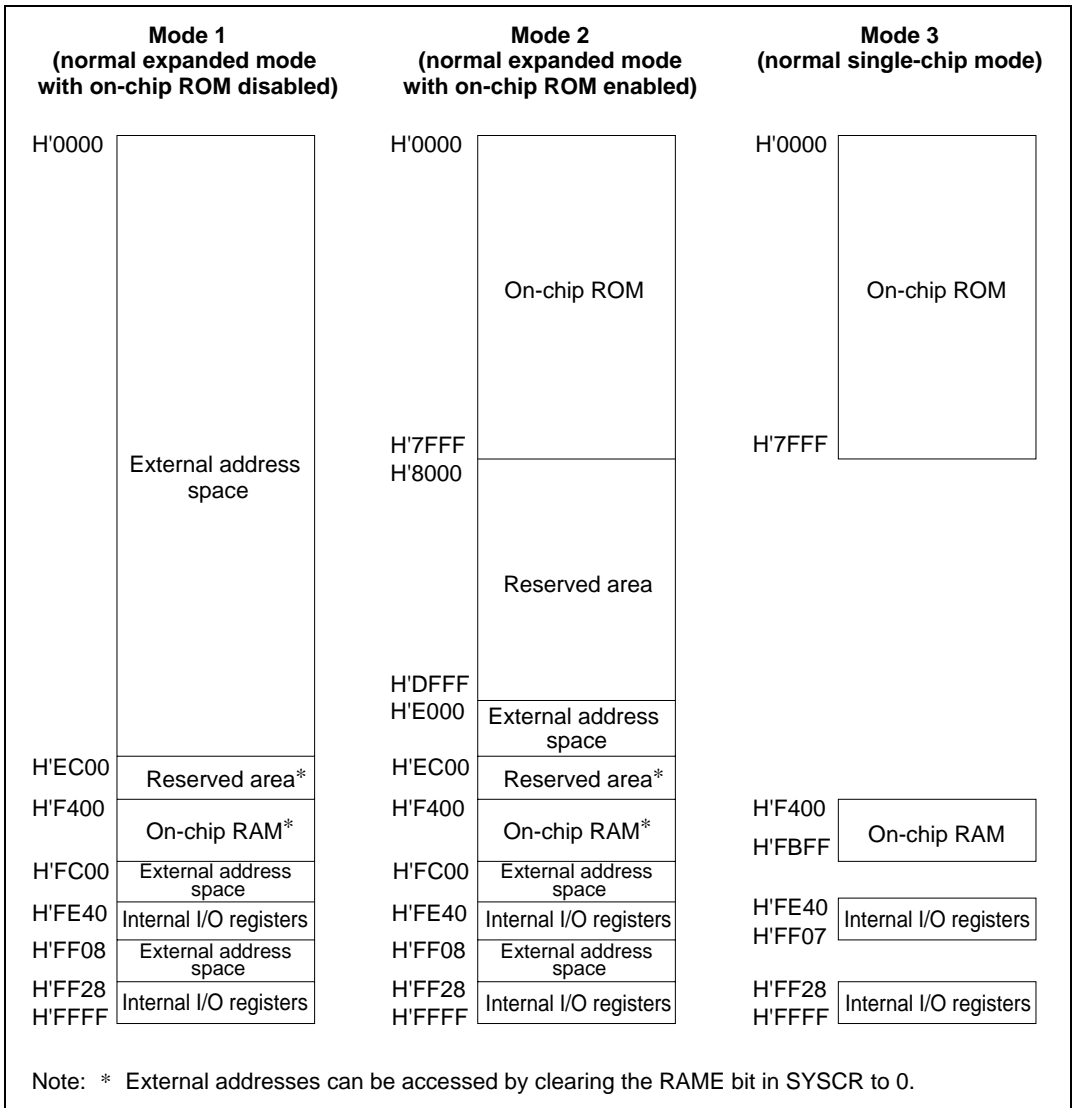 Mode 1
(normal expanded mode
with on-chip ROM disabled)
H'0000
External address
space
H'EC00
Reserved area*
H'F400
On-chip RAM*
H'FC00
External address
space
H'FE40
Internal I/O registers
H'FF08
External address
space
H'FF28
Internal I/O registers
H'FFFF
Mode 2
(normal expanded mode
with on-chip ROM enabled)
H'0000
On-chip ROM
H'7FFF
H'8000
Reserved area
H'DFFF
H'E000
External address
space
H'EC00
Reserved area*
H'F400
On-chip RAM*
H'FC00
External address
space
H'FE40
Internal I/O registers
H'FF08
External address
space
H'FF28
Internal I/O registers
H'FFFF
Mode 3
(normal single-chip mode)
H'0000
On-chip ROM
H'7FFF
H'F400
On-chip RAM
H'FBFF
H'FE40
Internal I/O registers
H'FF07
H'FF28
Internal I/O registers
H'FFFF
Note: * External addresses can be accessed by clearing the RAME bit in SYSCR to 0.